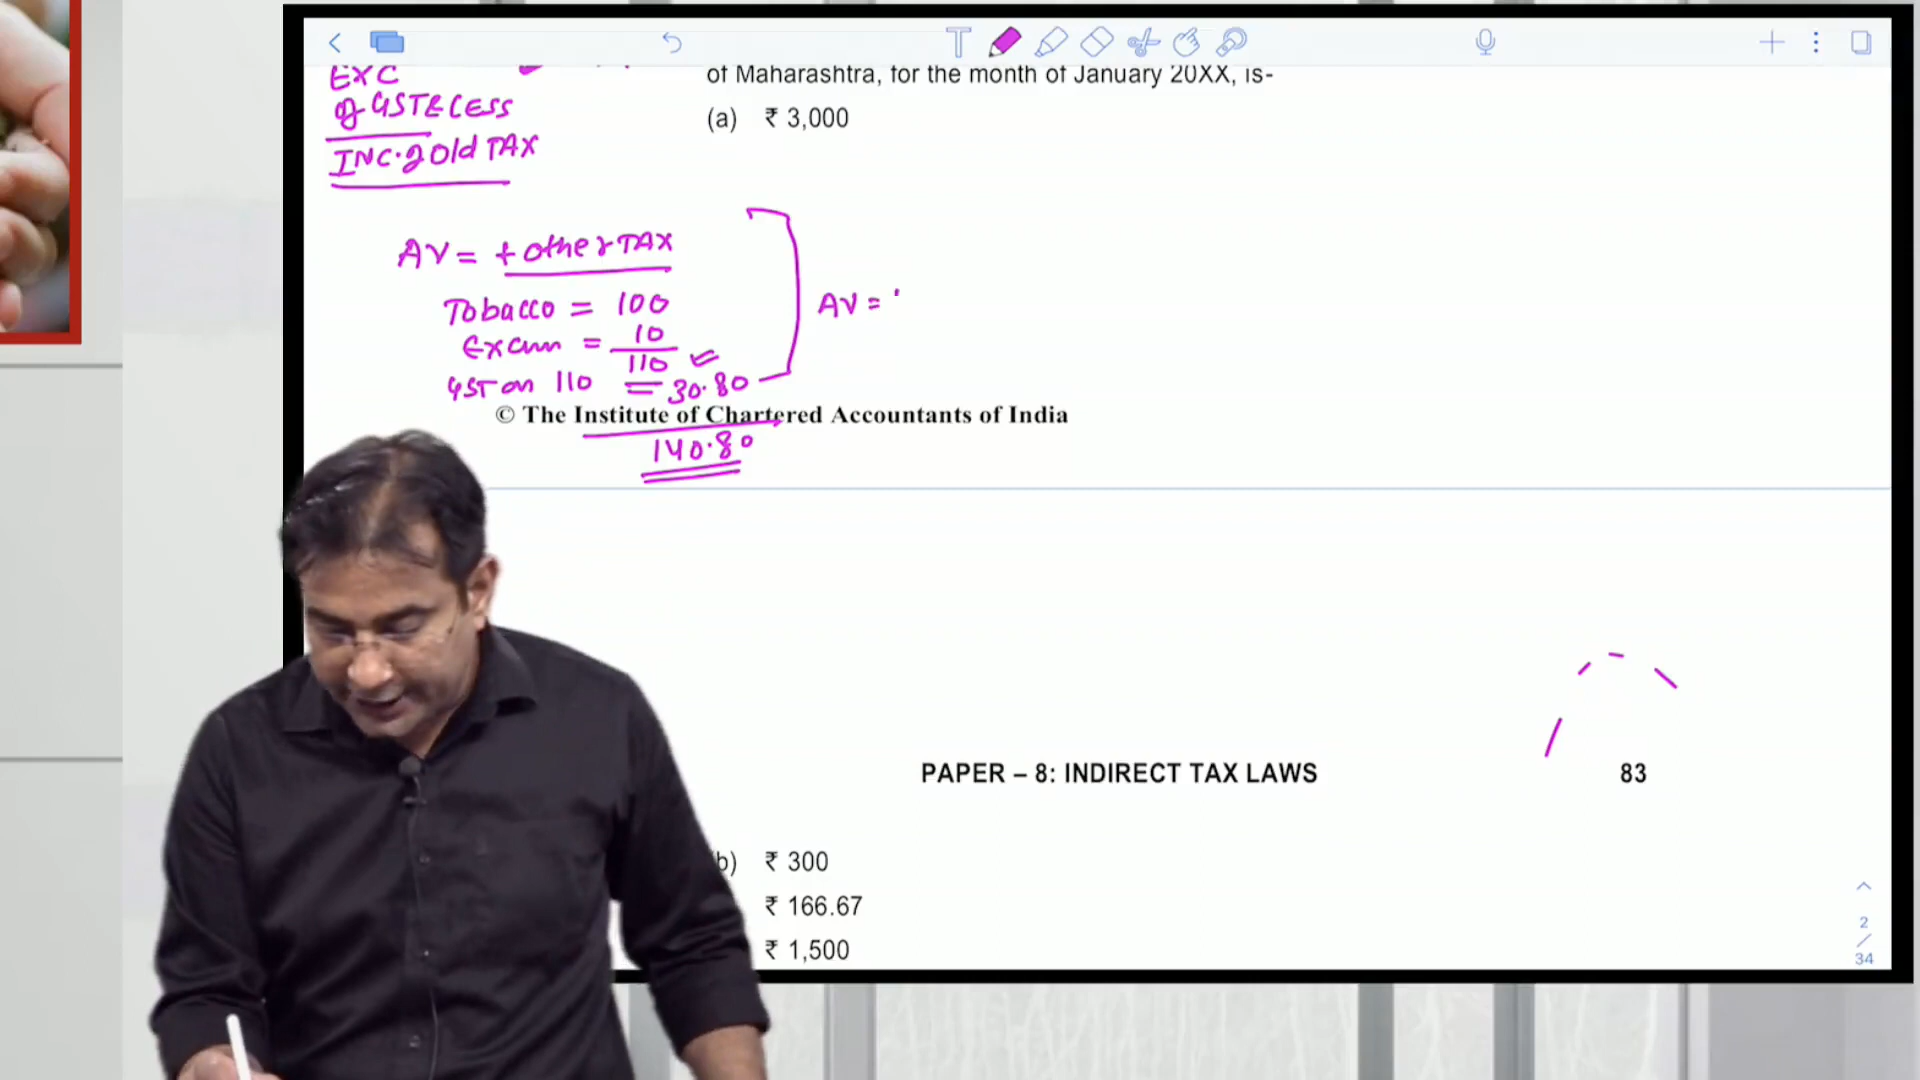 of Maharashtra, for the month of January 20XX, is-
(a) ₹ 3,000
EXC
of GST & CESS
INC. of Old TAX
AV = + other TAX
Tobacco = 100
= 10
110
GST on 110 = 30.80
AV =
© The Institute of Chartered Accountants of India
140.80
PAPER – 8: INDIRECT TAX LAWS 83
b) ₹ 300
₹ 166.67
₹ 1,500
2
/
34